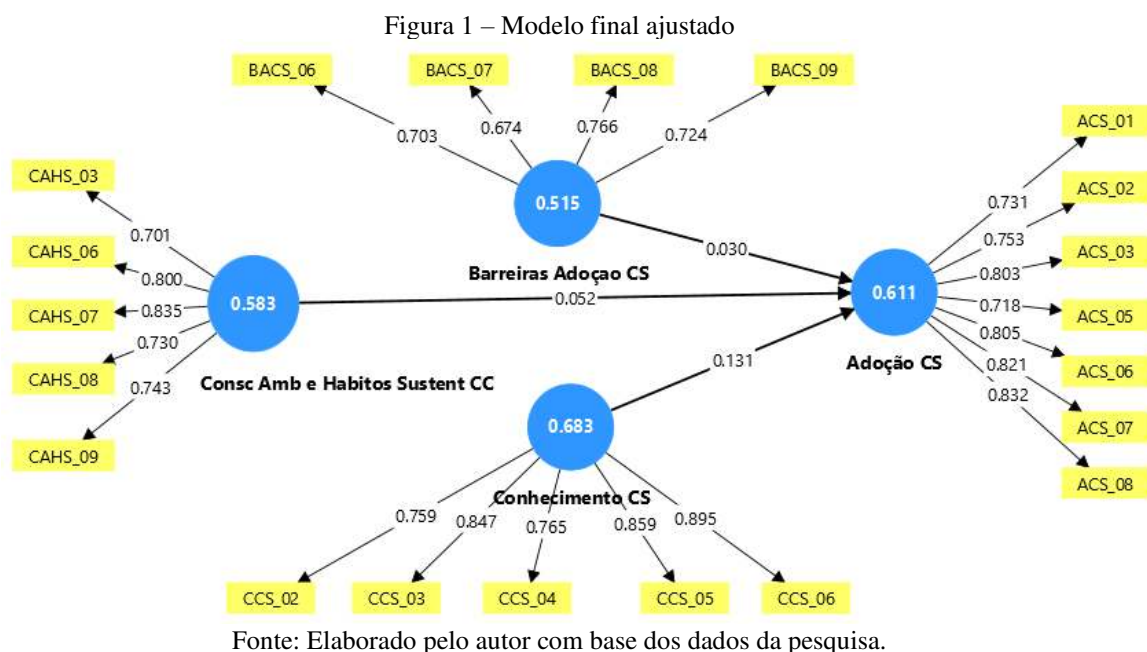 Figura 1 – Modelo final ajustado
BACS_06
BACS_07
BACS_08
BACS_09
0.703
0.674
0.766
0.724
0.515
Barreiras Adoçao CS
0.030
CAHS_03
CAHS_06
CAHS_07
CAHS_08
CAHS_09
0.701
0.800
0.835
0.730
0.743
0.583
Consc Amb e Habitos Sustent CC
0.052
ACS_01
ACS_02
ACS_03
ACS_05
ACS_06
ACS_07
ACS_08
0.731
0.753
0.803
0.718
0.805
0.821
0.832
0.611
Adoção CS
0.131
0.683
Conhecimento CS
0.759
0.847
0.765
0.859
0.895
CCS_02
CCS_03
CCS_04
CCS_05
CCS_06
Fonte: Elaborado pelo autor com base dos dados da pesquisa.